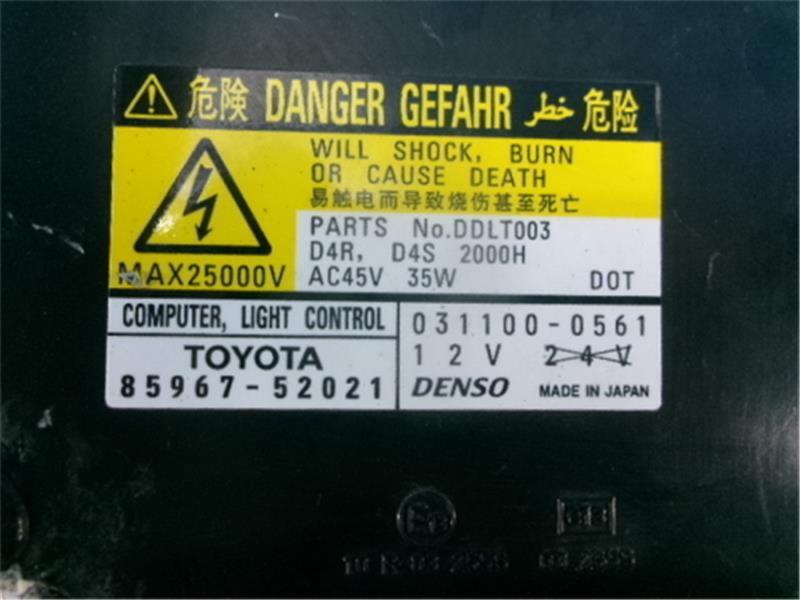 危険 DANGER GEFAHR خطر 危险
WILL SHOCK, BURN
OR CAUSE DEATH
易触电而导致烧伤甚至死亡
MAX25000V
PARTS No.DDLT003
D4R, D4S 2000H
AC45V 35W DOT
COMPUTER, LIGHT CONTROL
TOYOTA
85967-52021
031100-0561
12V 24V
DENSO MADE IN JAPAN